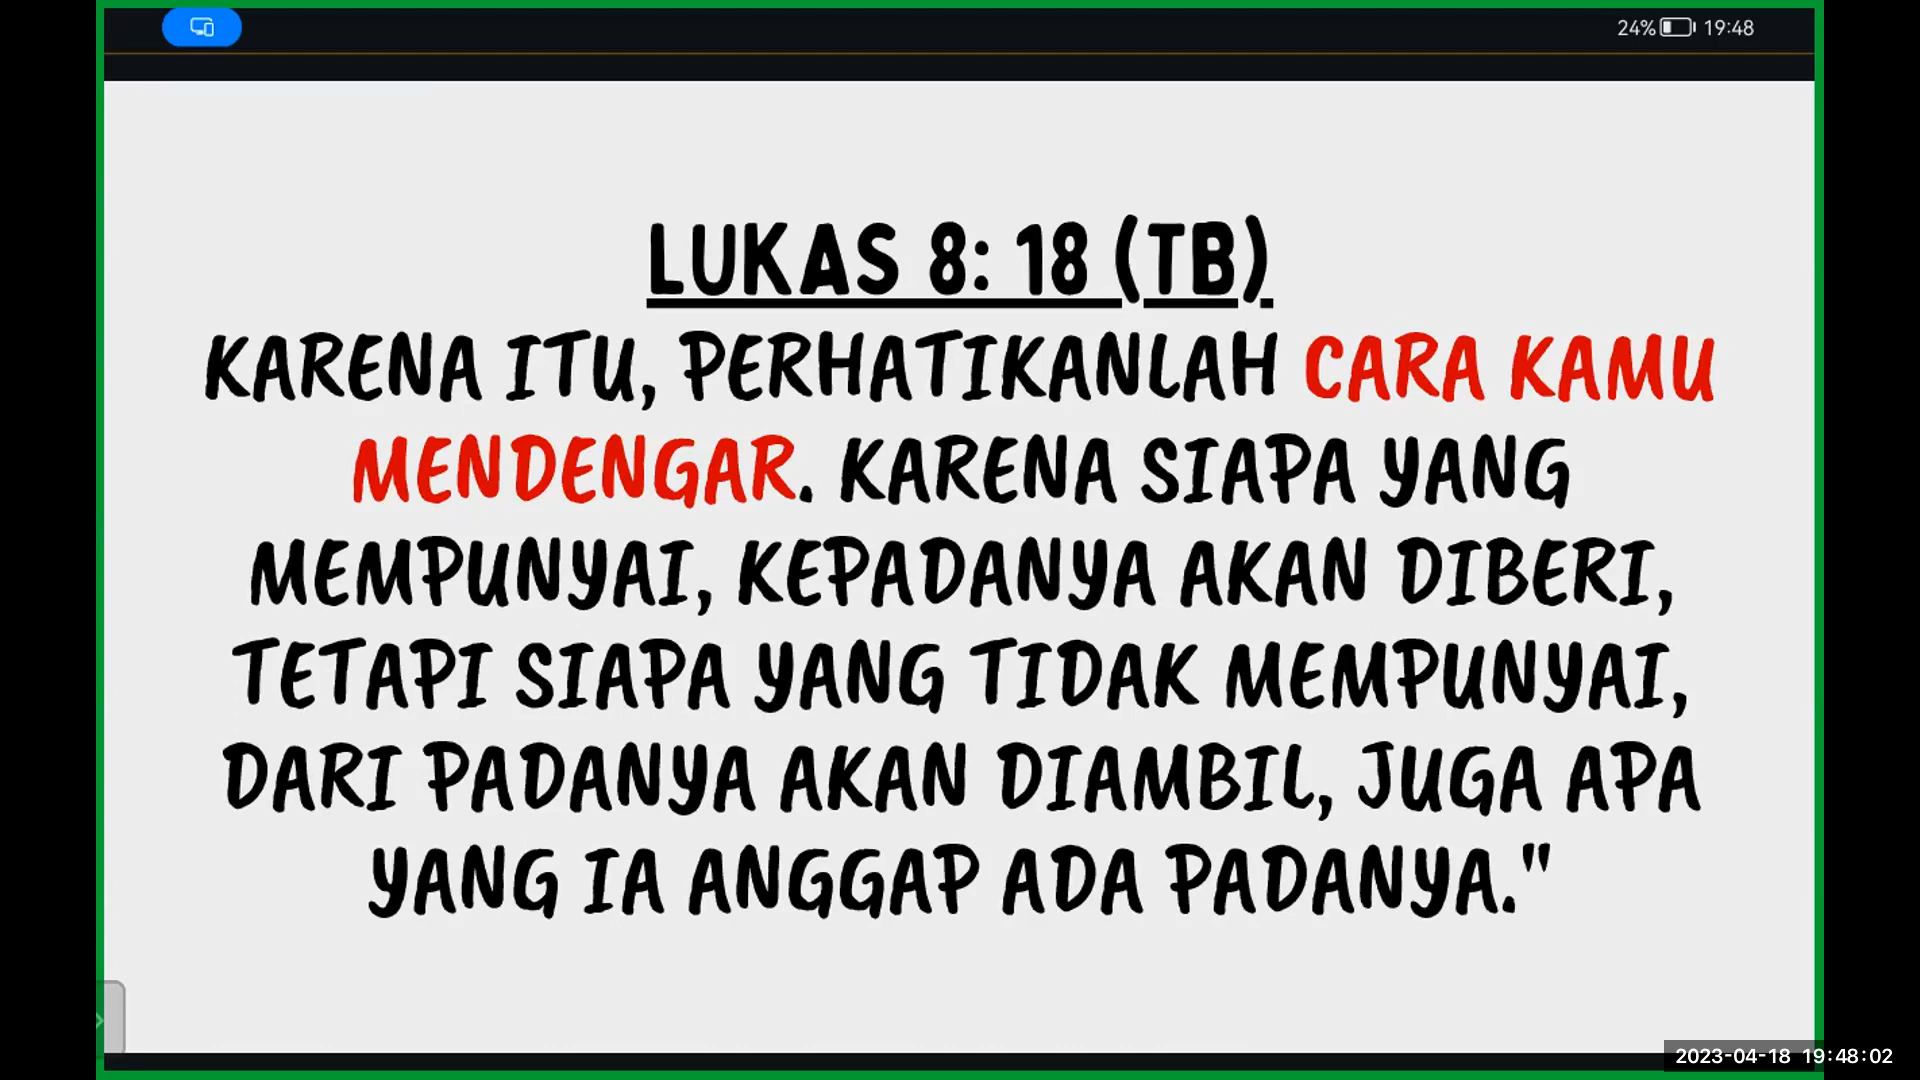 24% 19:48
LUKAS 8: 18 (TB)
KARENA ITU, PERHATIKANLAH CARA KAMU
MENDENGAR. KARENA SIAPA YANG
MEMPUNYAI, KEPADANYA AKAN DIBERI,
TETAPI SIAPA YANG TIDAK MEMPUNYAI,
DARI PADANYA AKAN DIAMBIL, JUGA APA
YANG IA ANGGAP ADA PADANYA."
2023-04-18 19:48:02